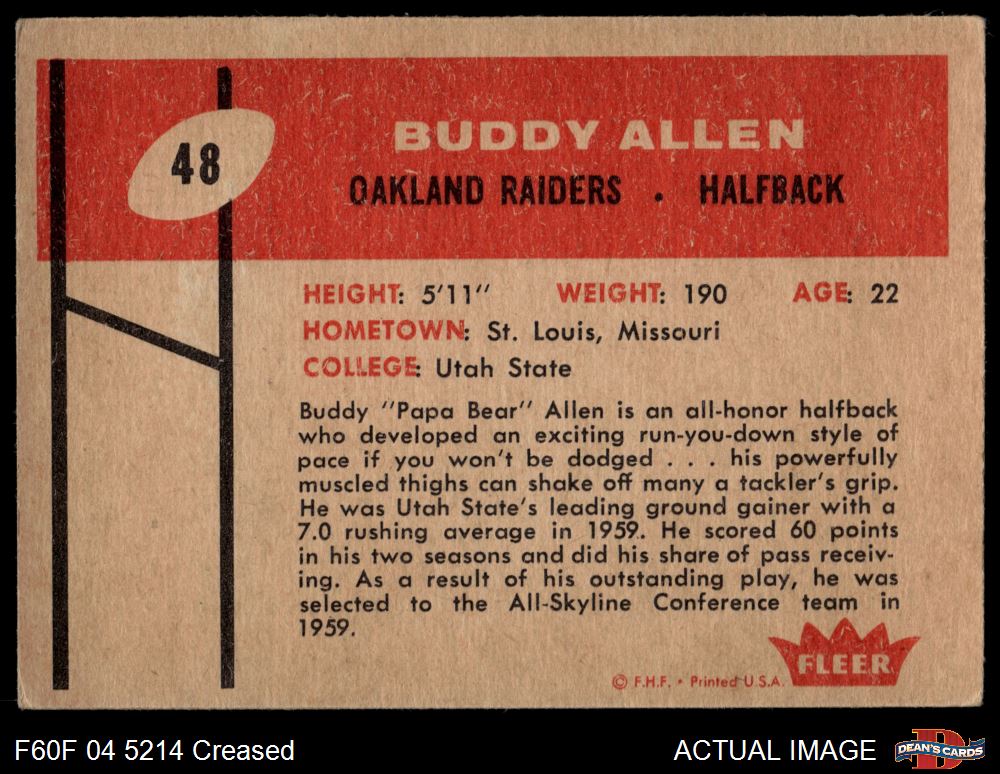 48
BUDDY ALLEN
OAKLAND RAIDERS . HALFBACK
HEIGHT: 5'11" WEIGHT: 190 AGE: 22
HOMETOWN: St. Louis, Missouri
COLLEGE: Utah State
Buddy "Papa Bear" Allen is an all-honor halfback
who developed an exciting run-you-down style of
pace if you won't be dodged . . . his powerfully
muscled thighs can shake off many a tackler's grip.
He was Utah State's leading ground gainer with a
7.0 rushing average in 1959. He scored 60 points
in his two seasons and did his share of pass receiv-
ing. As a result of his outstanding play, he was
selected to the All-Skyline Conference team in
1959.
FLEER
© F.H.F. • Printed U S.A.
F60F 04 5214 Creased
ACTUAL IMAGE
D
DEAN'S CARDS